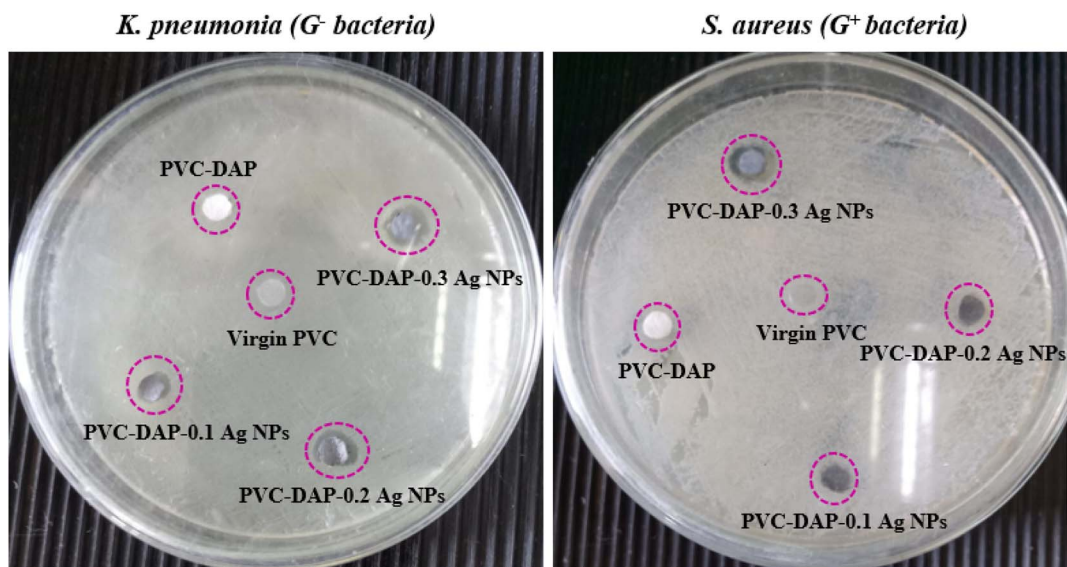 K. pneumonia (G⁻ bacteria)
PVC-DAP
PVC-DAP-0.3 Ag NPs
Virgin PVC
PVC-DAP-0.1 Ag NPs
PVC-DAP-0.2 Ag NPs
S. aureus (G⁺ bacteria)
PVC-DAP-0.3 Ag NPs
Virgin PVC
PVC-DAP-0.2 Ag NPs
PVC-DAP
PVC-DAP-0.1 Ag NPs